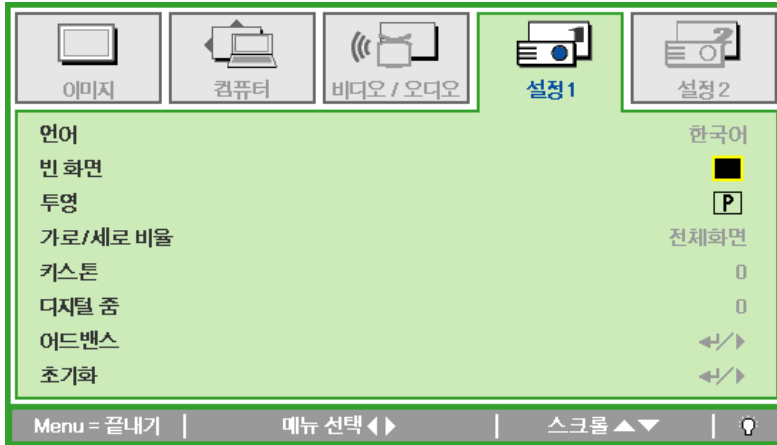 이미지
컴퓨터
비디오 / 오디오
설정1
설정2
언어 한국어
빈 화면
투영 P
가로/세로 비율 전체화면
키스톤 0
디지털 줌 0
어드밴스 /
초기화 /
Menu = 끝내기 | 메뉴 선택 | 스크롤 |